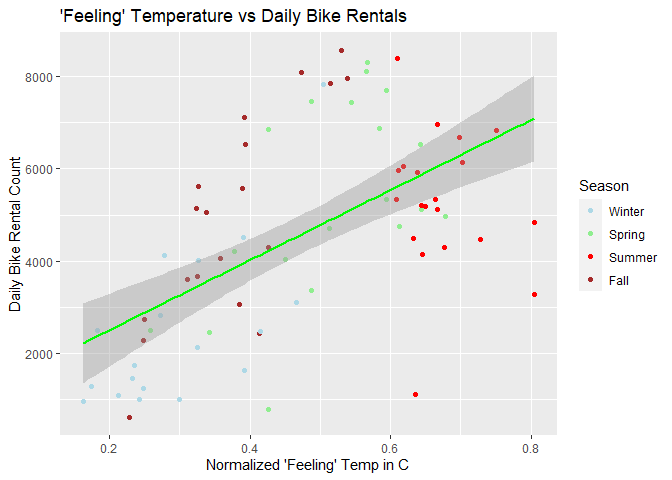 'Feeling' Temperature vs Daily Bike Rentals
Daily Bike Rental Count
8000
6000
4000
2000
0.2
0.4
0.6
0.8
Normalized 'Feeling' Temp in C
Season
Winter
Spring
Summer
Fall